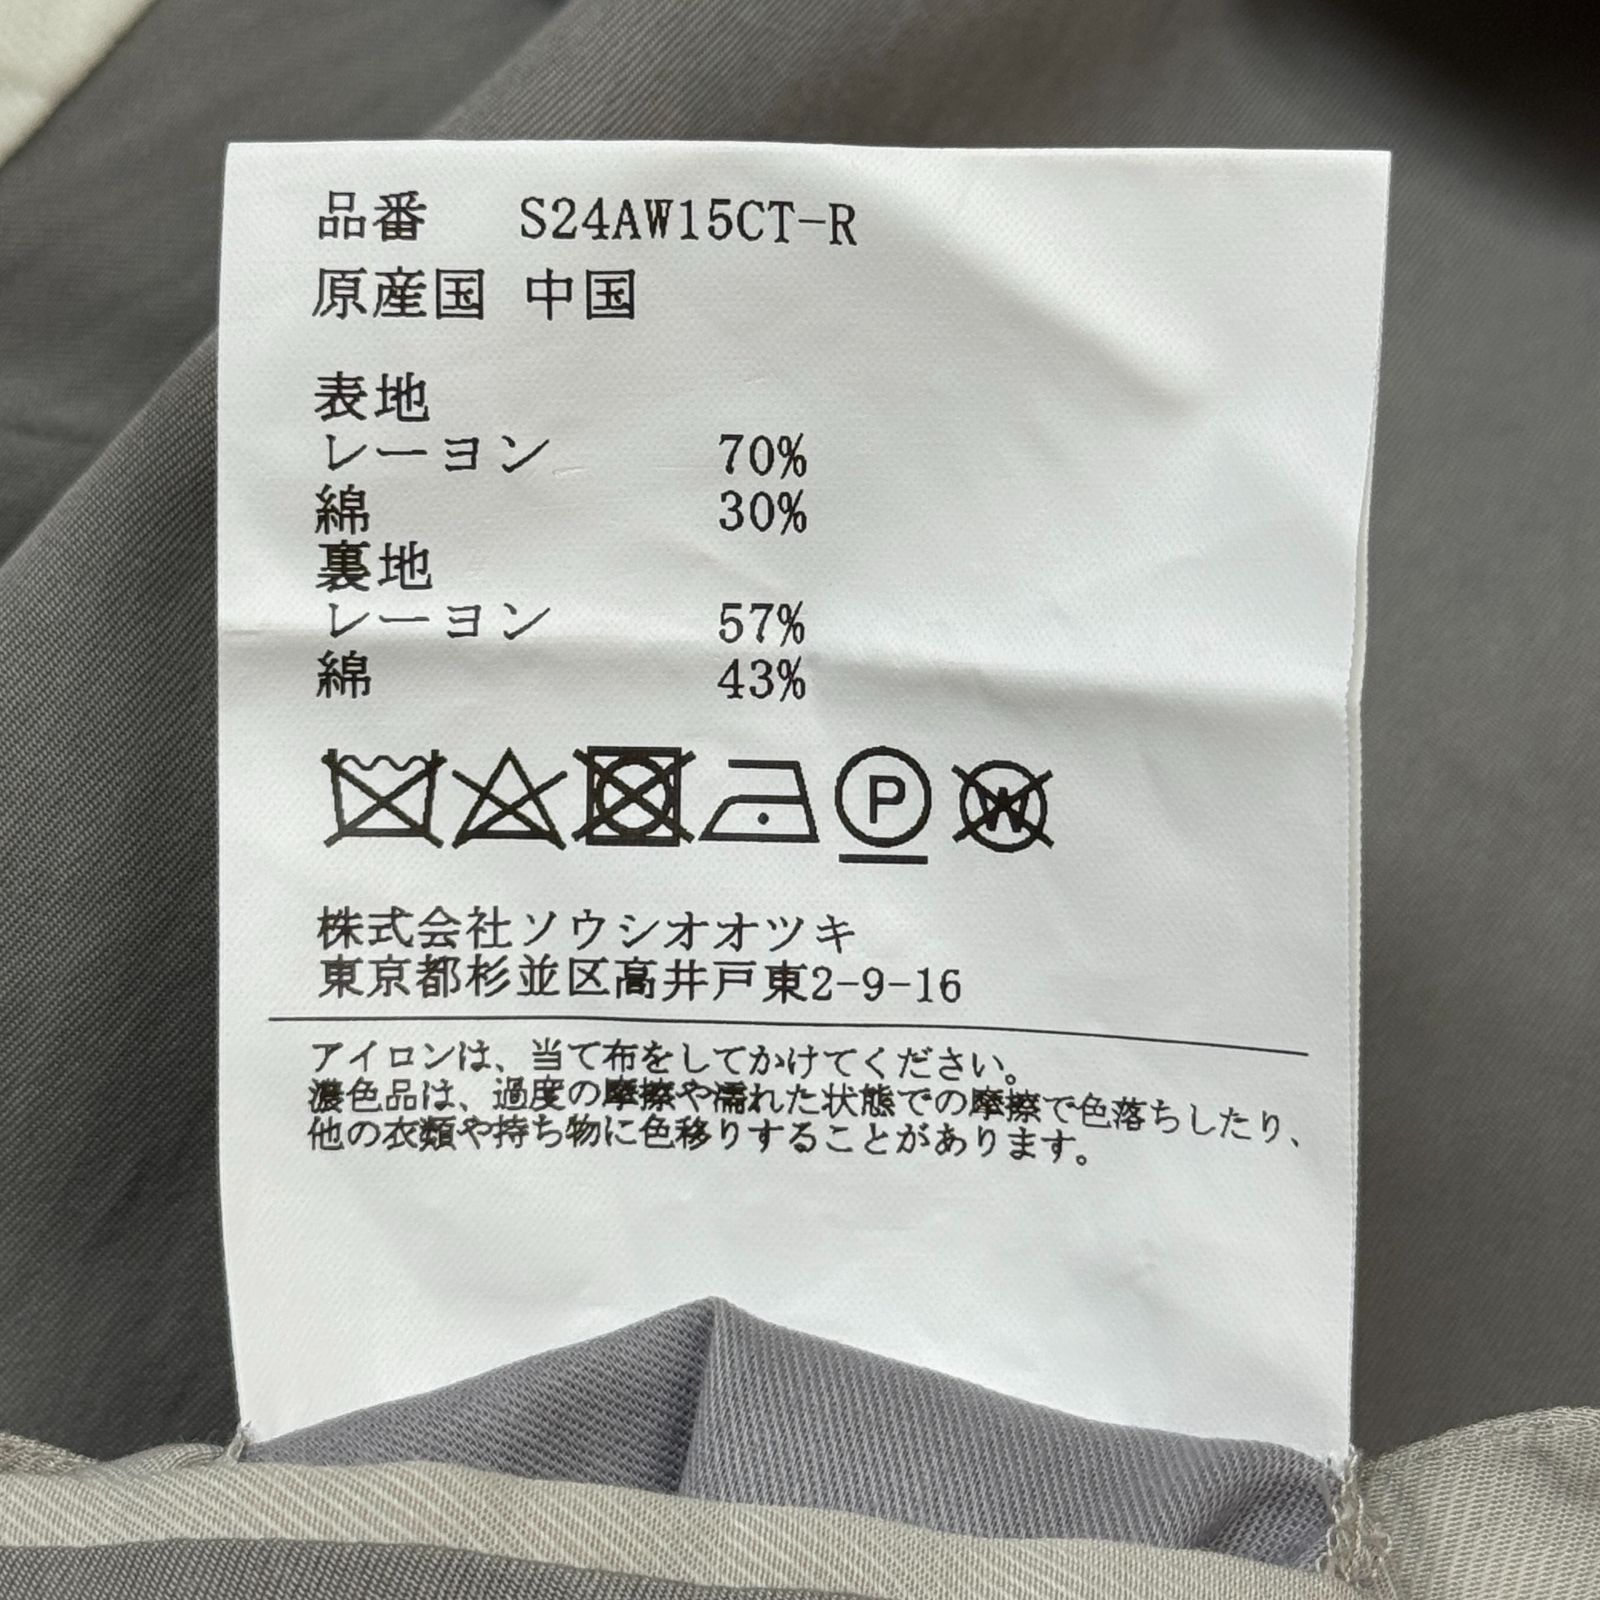 品番 S24AW15CT-R
原産国 中国
表地
レーヨン 70%
綿 30%
裏地
レーヨン 57%
綿 43%
P W
株式会社ソウシオオツキ
東京都杉並区高井戸東2-9-16
アイロンは、当て布をしてかけてください。
濃色品は、過度の摩擦や濡れた状態での摩擦で色落ちしたり、
他の衣類や持ち物に色移りすることがあります。